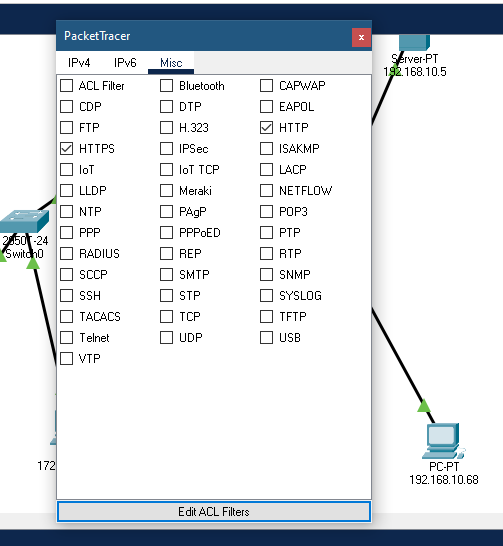 PacketTracer
x
IPv4 IPv6 Misc
ACL Filter Bluetooth CAPWAP
CDP DTP EAPOL
FTP H.323 HTTP
HTTPS IPSec ISAKMP
IoT IoT TCP LACP
LLDP Meraki NETFLOW
NTP PAgP POP3
PPP PPPoED PTP
RADIUS REP RTP
SCCP SMTP SNMP
SSH STP SYSLOG
TACACS TCP TFTP
Telnet UDP USB
VTP
Edit ACL Filters
Server-PT
192.168.10.5
2950T-24
Switch0
172
PC-PT
192.168.10.68